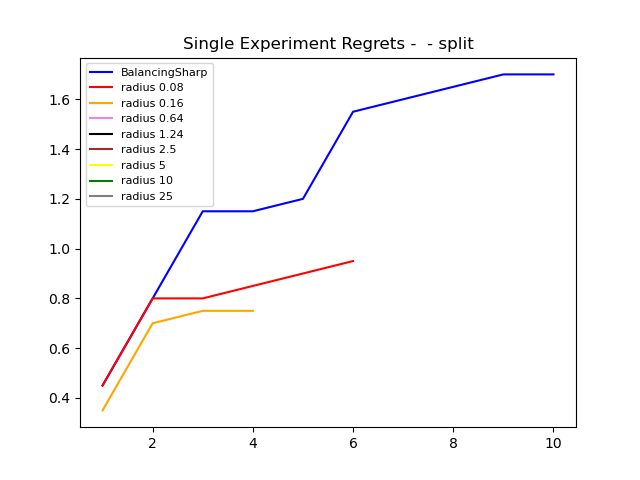 Single Experiment Regrets -  - split
BalancingSharp
radius 0.08
radius 0.16
radius 0.64
radius 1.24
radius 2.5
radius 5
radius 10
radius 25
1.6
1.4
1.2
1.0
0.8
0.6
0.4
2 4 6 8 10